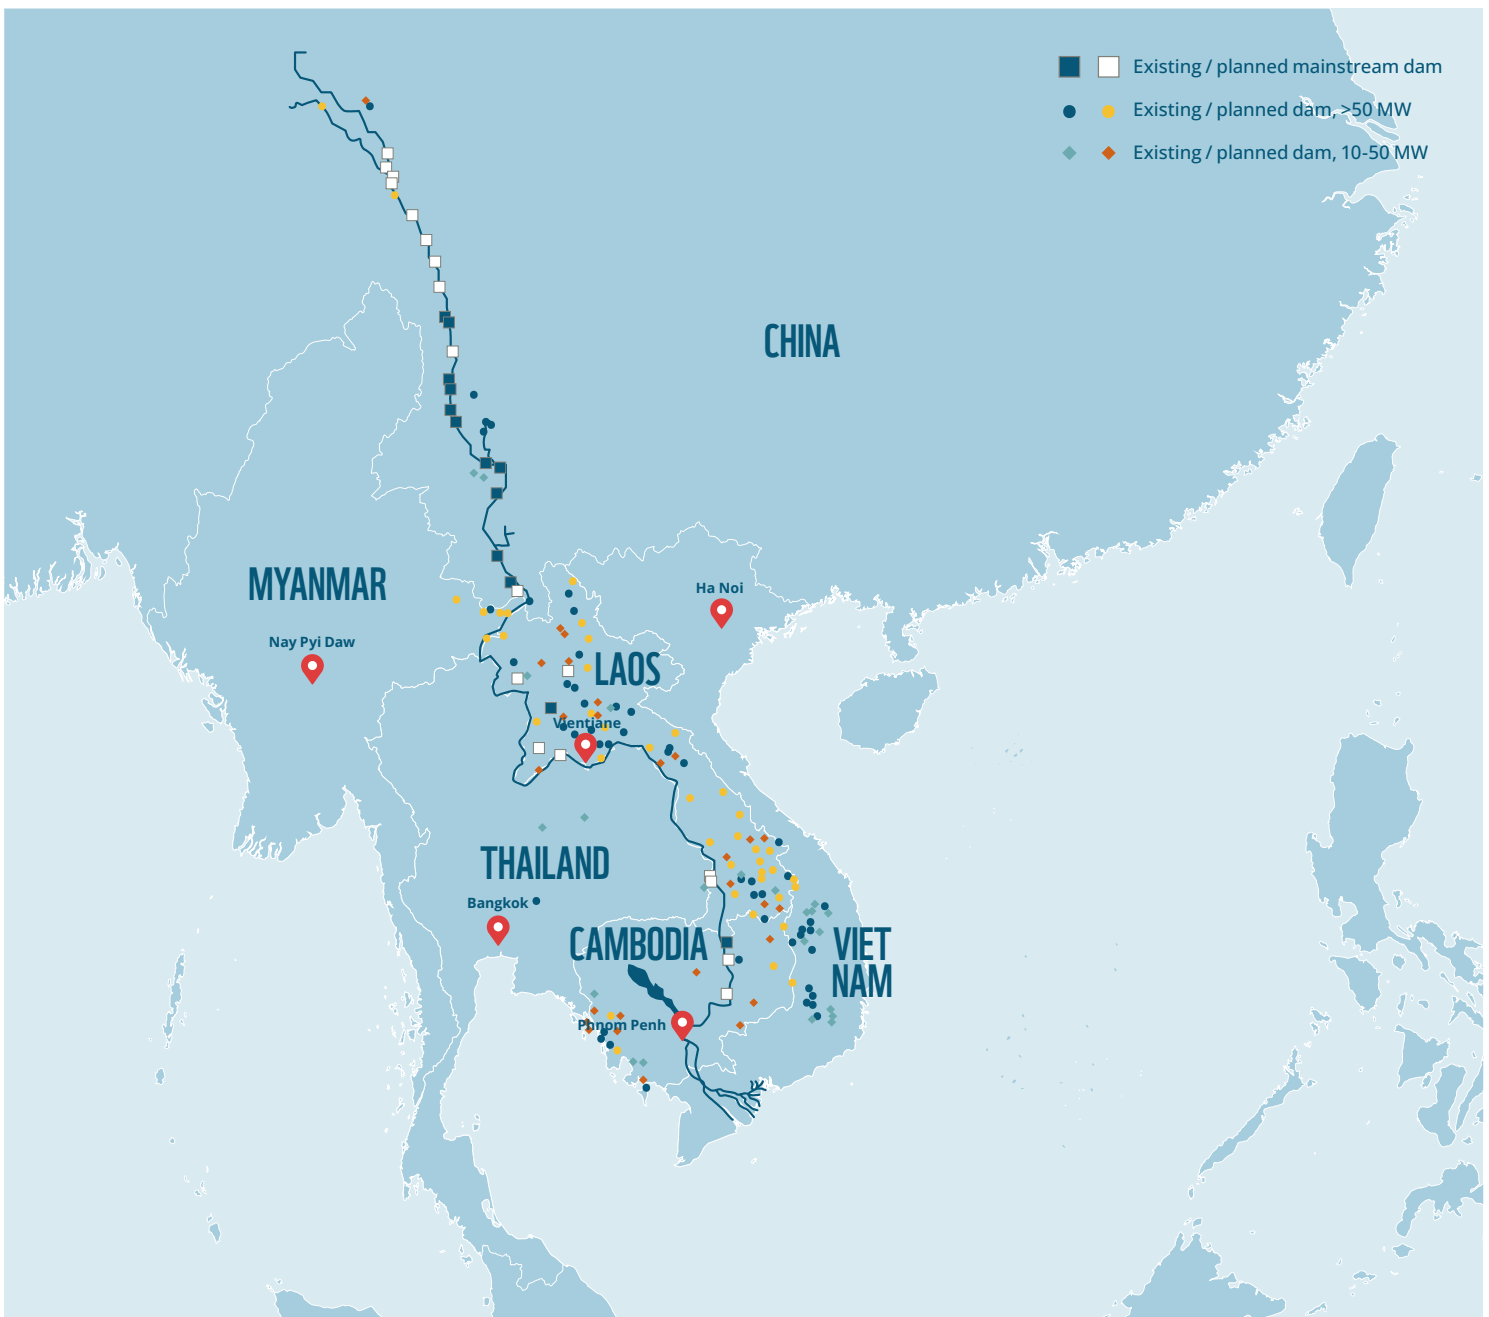 Existing / planned mainstream dam
Existing / planned dam, >50 MW
Existing / planned dam, 10-50 MW
CHINA
MYANMAR
Ha Noi
Nay Pyi Daw
LAOS
Vientiane
THAILAND
Bangkok
CAMBODIA
VIET
NAM
Phnom Penh